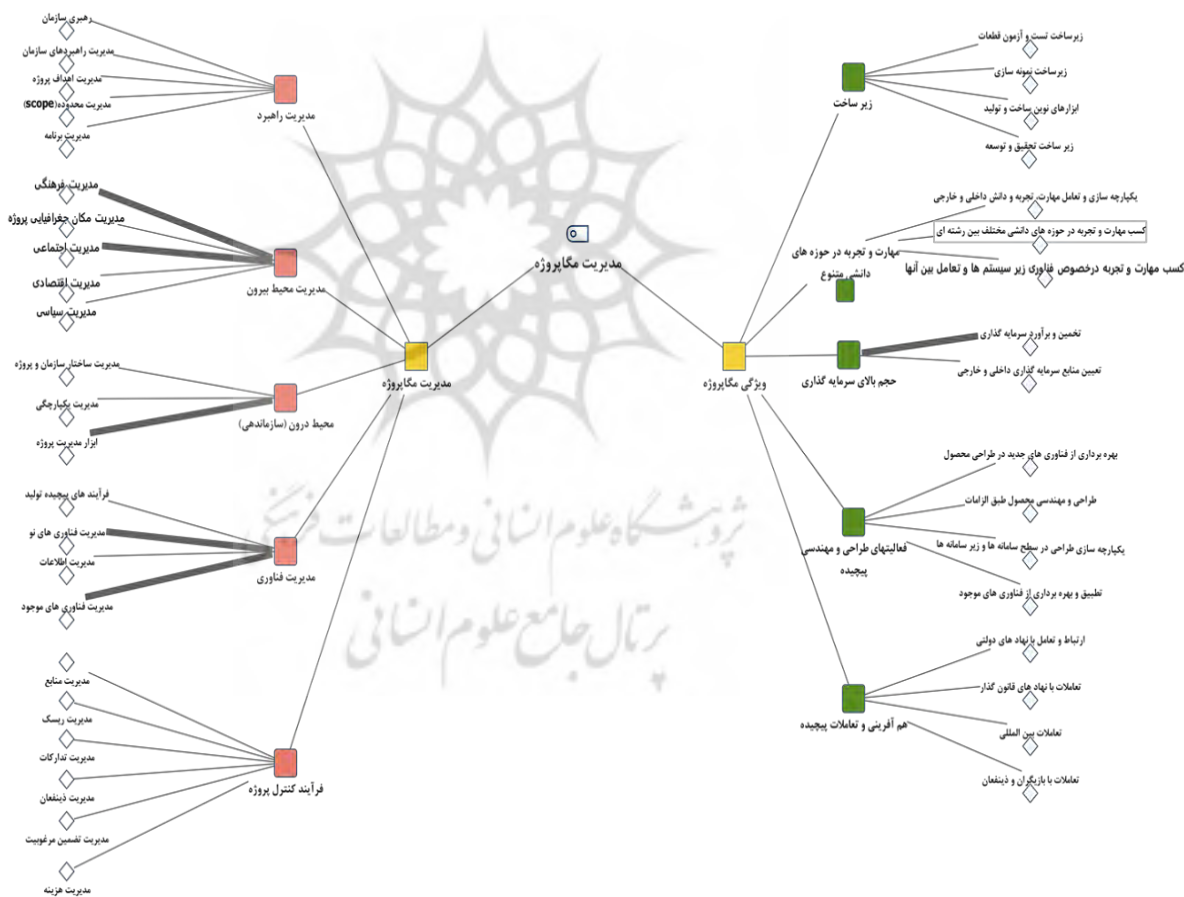 مدیریت مگاپروژه
ویژگی مگاپروژه
زیر ساخت
زیرساخت تست و آزمون قطعات
زیرساخت نمونه سازی
ابزارهای نوین ساخت و تولید
زیر ساخت تحقیق و توسعه
مهارت و تجربه در حوزه های
دانشی متنوع
یکپارچه سازی و تعامل مهارت، تجربه و دانش داخلی و خارجی
کسب مهارت و تجربه در حوزه های دانشی مختلف بین رشته ای
کسب مهارت و تجربه درخصوص فناوری زیر سیستم ها و تعامل بین آنها
حجم بالای سرمایه گذاری
تخمین و برآورد سرمایه گذاری
تعیین منابع سرمایه گذاری داخلی و خارجی
فعالیتهای طراحی و مهندسی
پیچیده
بهره برداری از فناوری های جدید در طراحی محصول
طراحی و مهندسی محصول طبق الزامات
یکپارچه سازی طراحی در سطح سامانه ها و زیر سامانه ها
تطبیق و بهره برداری از فناوری های موجود
هم آفرینی و تعاملات پیچیده
ارتباط و تعامل با نهاد های دولتی
تعاملات با نهاد های قانون گذار
تعاملات بین المللی
تعاملات با بازیگران و ذینفعان
مدیریت مگاپروژه
مدیریت راهبرد
رهبری سازمان
مدیریت راهبردهای سازمان
مدیریت اهداف پروژه
مدیریت محدوده(scope)
مدیریت برنامه
مدیریت محیط بیرون
مدیریت فرهنگی
مدیریت مکان جغرافیایی پروژه
مدیریت اجتماعی
مدیریت اقتصادی
مدیریت سیاسی
محیط درون (سازماندهی)
مدیریت ساختار سازمان و پروژه
مدیریت یکپارچگی
ابزار مدیریت پروژه
مدیریت فناوری
فرآیند های پیچیده تولید
مدیریت فناوری های نو
مدیریت اطلاعات
مدیریت فناوری های موجود
فرآیند کنترل پروژه
مدیریت منابع
مدیریت ریسک
مدیریت تدارکات
مدیریت ذینفعان
مدیریت تضمین مرغوبیت
مدیریت هزینه
پژوهشگاه علوم انسانی و مطالعات فرهنگی
پرتال جامع علوم انسانی